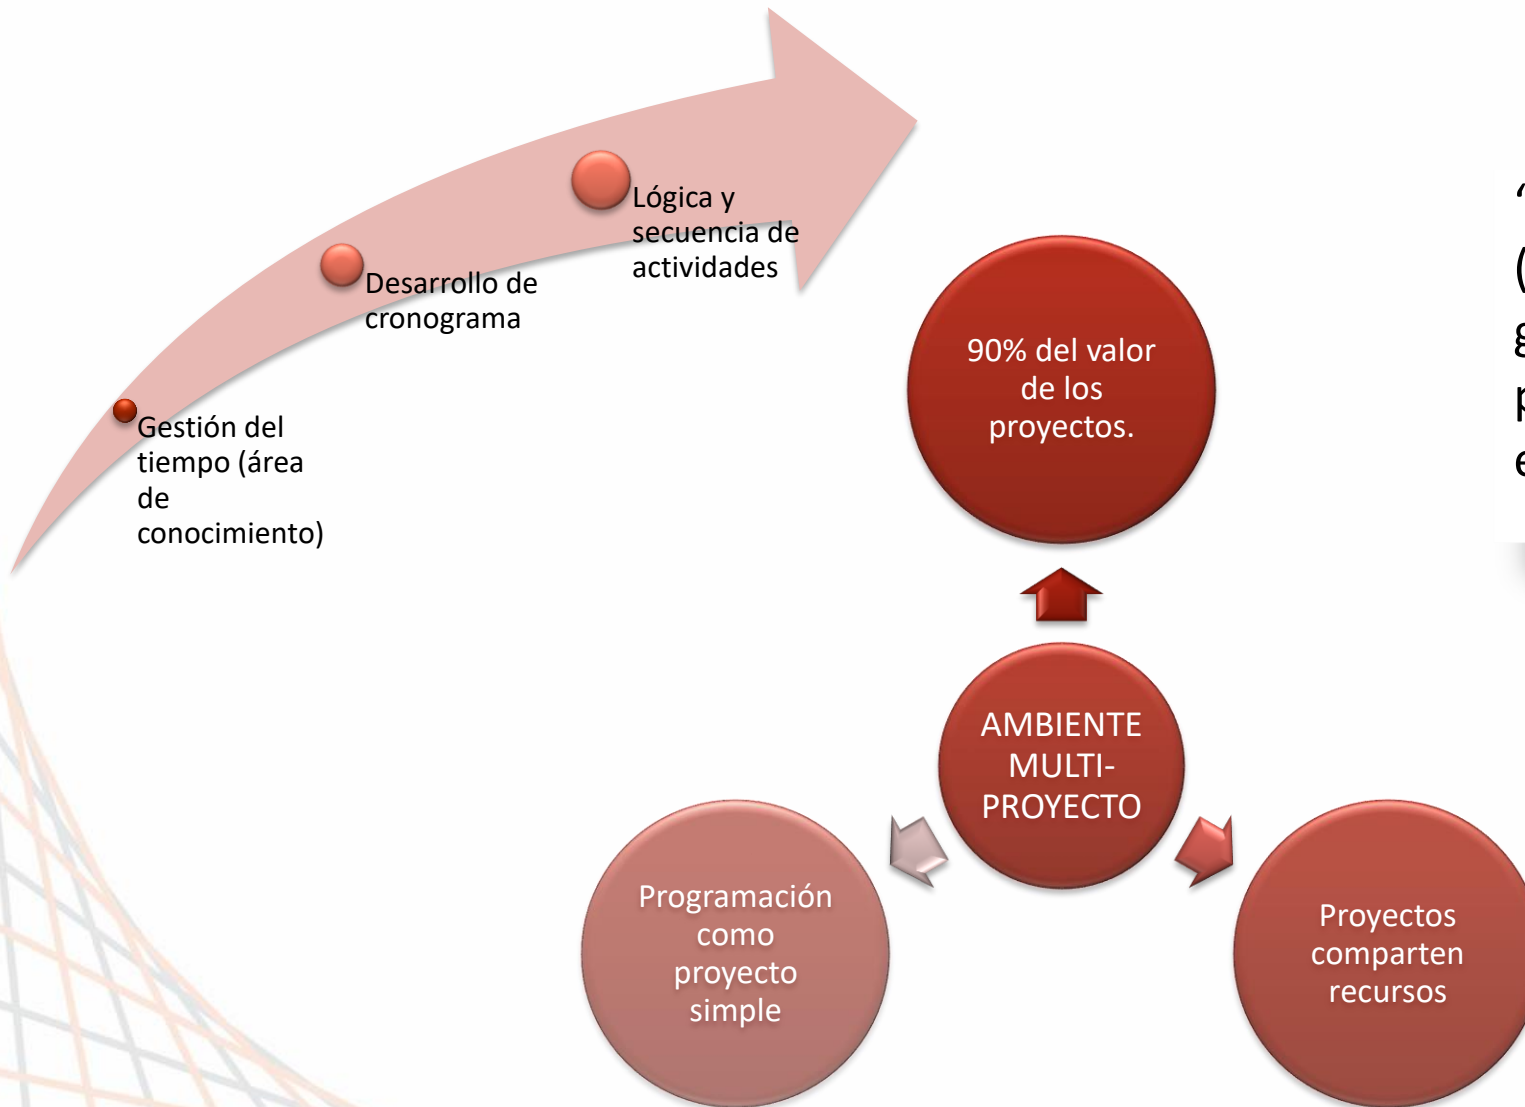 Lógica y
secuencia de
actividades
Desarrollo de
cronograma
Gestión del
tiempo (área
de
conocimiento)
90% del valor
de los
proyectos.
AMBIENTE
MULTI-
PROYECTO
Programación
como
proyecto
simple
Proyectos
comparten
recursos